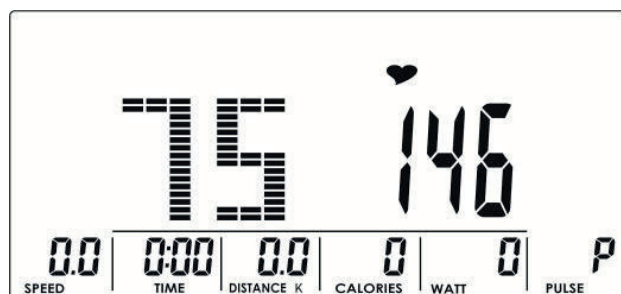 75 146
0.0 0:00 0.0 0 0 P
SPEED TIME DISTANCE K CALORIES WATT PULSE